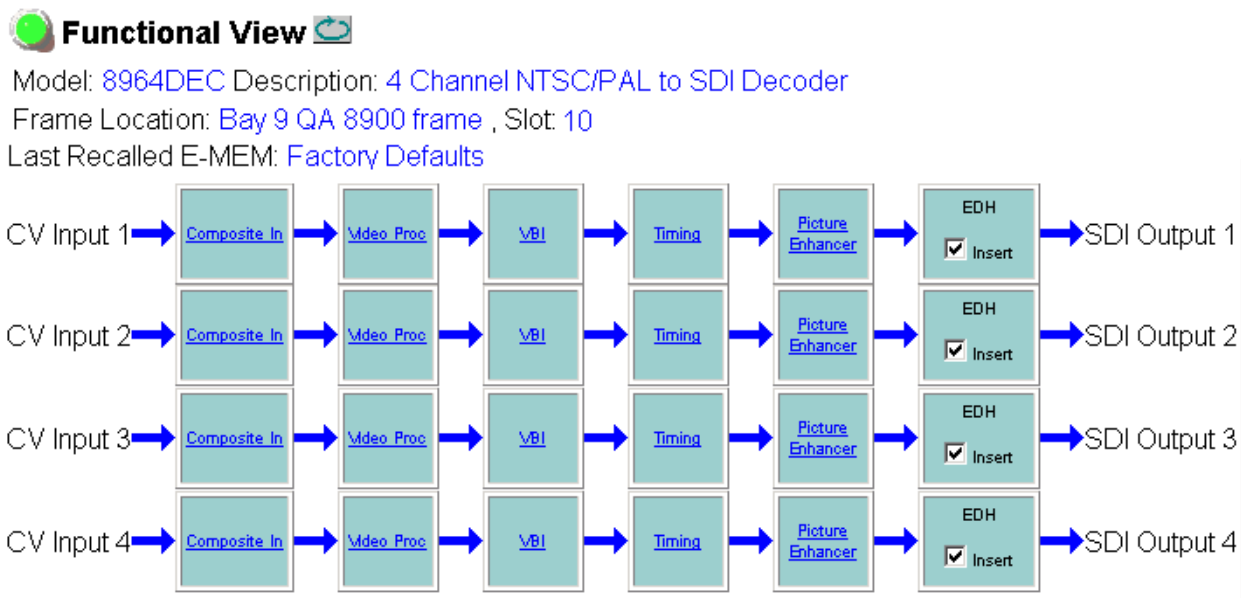 Functional View
Model: 8964DEC Description: 4 Channel NTSC/PAL to SDI Decoder
Frame Location: Bay 9 QA 8900 frame , Slot: 10
Last Recalled E-MEM: Factory Defaults
CV Input 1 Composite In Video Proc VBI Timing Picture Enhancer EDH Insert SDI Output 1
CV Input 2 Composite In Video Proc VBI Timing Picture Enhancer EDH Insert SDI Output 2
CV Input 3 Composite In Video Proc VBI Timing Picture Enhancer EDH Insert SDI Output 3
CV Input 4 Composite In Video Proc VBI Timing Picture Enhancer EDH Insert SDI Output 4